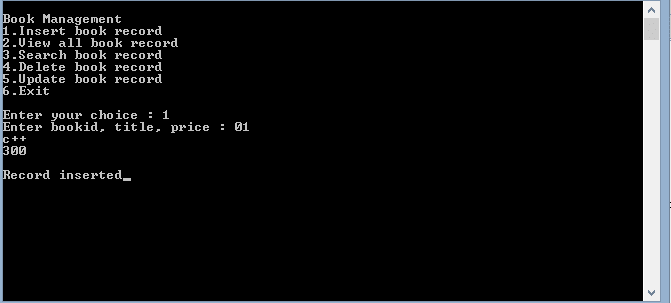 Book Management
1.Insert book record
2.View all book record
3.Search book record
4.Delete book record
5.Update book record
6.Exit
Enter your choice : 1
Enter bookid, title, price : 01
c++
300
Record inserted